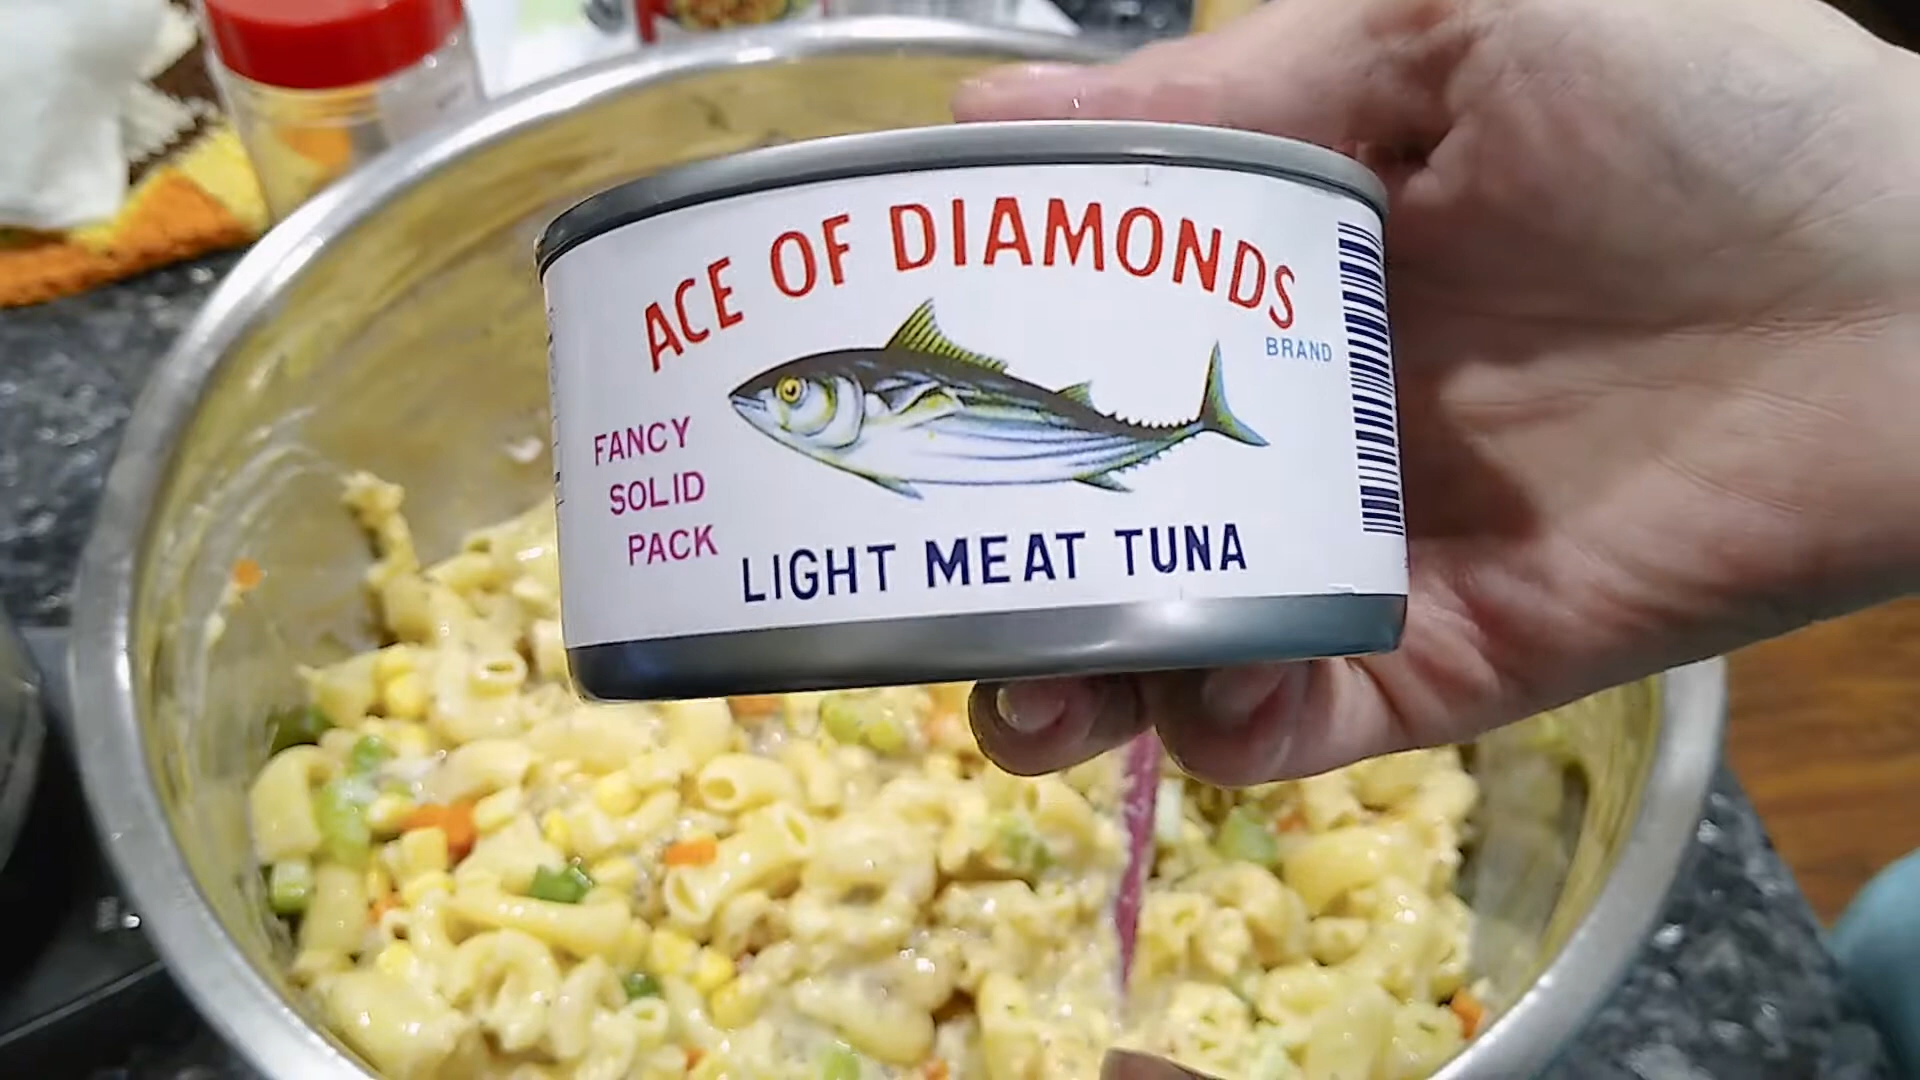 ACE OF DIAMONDS
BRAND
FANCY
SOLID
PACK
LIGHT MEAT TUNA